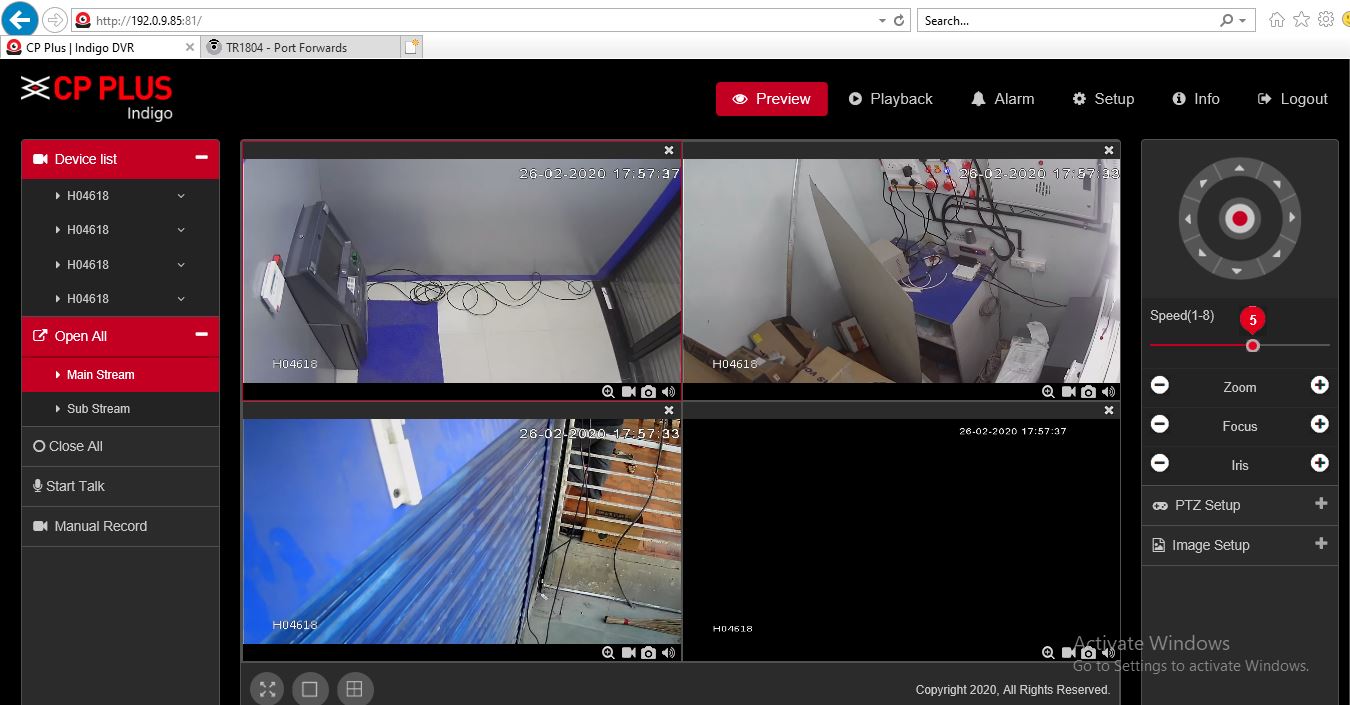 http://192.0.9.85:81/
Search...
CP Plus | Indigo DVR
TR1804 - Port Forwards
CP PLUS
Indigo
Preview
Playback
Alarm
Setup
Info
Logout
Device list
H04618
H04618
H04618
H04618
Open All
Main Stream
Sub Stream
Close All
Start Talk
Manual Record
26-02-2020 17:57:37
H04618
26-02-2020 17:57:33
H04618
26-02-2020 17:57:33
H04618
26-02-2020 17:57:37
H04618
Speed(1-8)
5
Zoom
Focus
Iris
PTZ Setup
Image Setup
Activate Windows
Go to Settings to activate Windows.
Copyright 2020, All Rights Reserved.